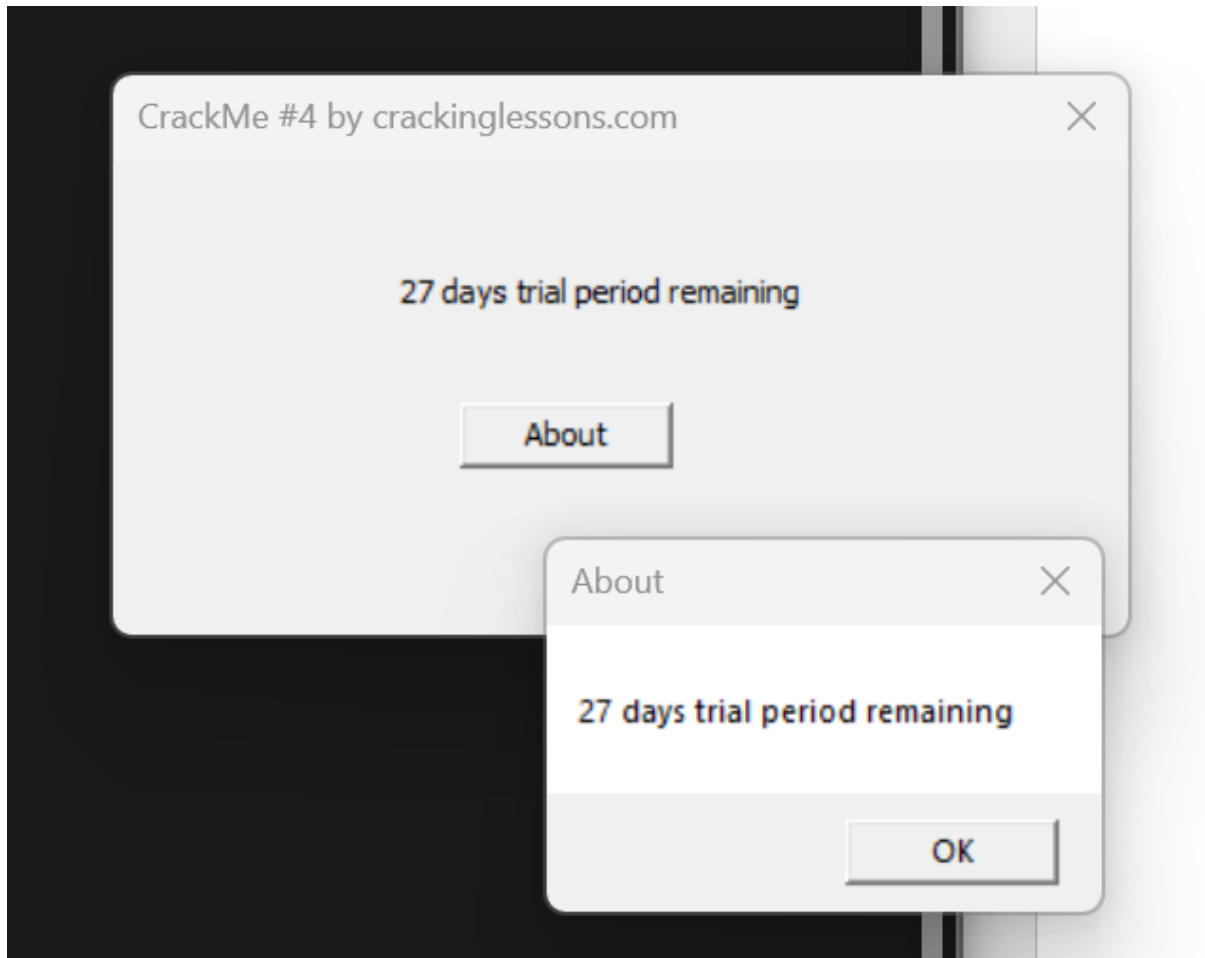 CrackMe #4 by crackinglessons.com
27 days trial period remaining
About
About
27 days trial period remaining
OK